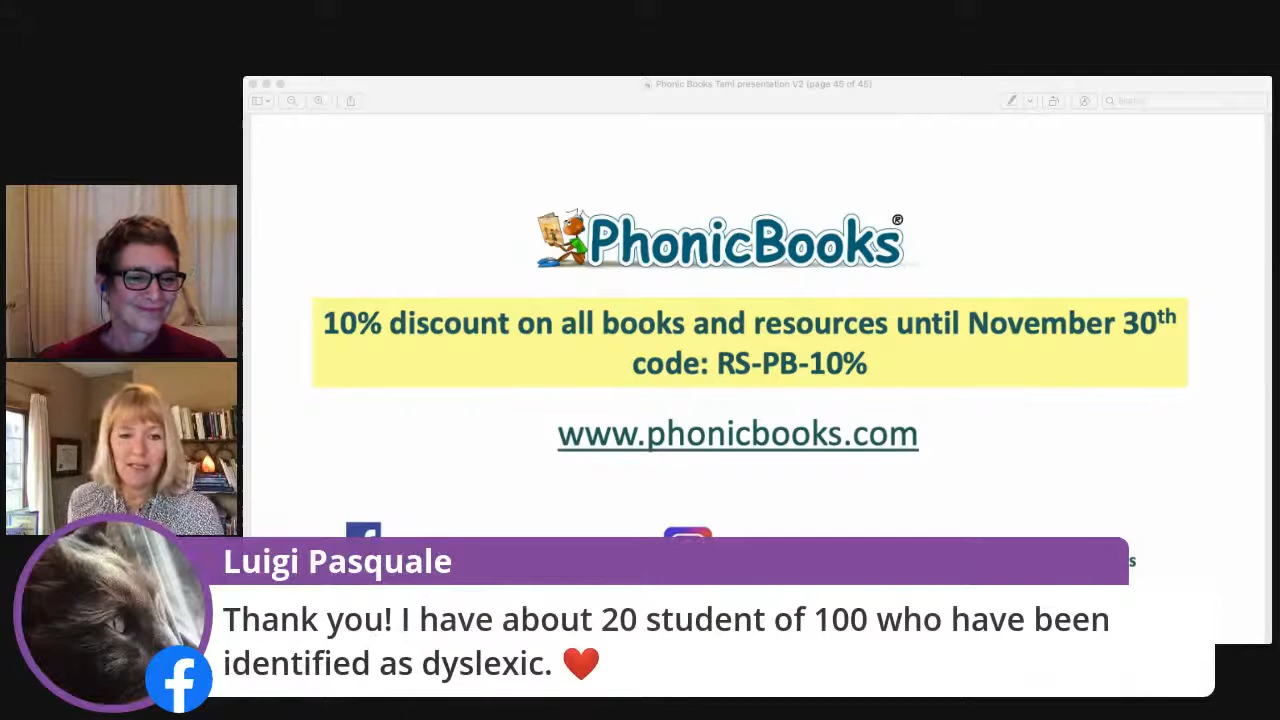 Phonic Books Tami presentation V2 (page 45 of 45)
Search
PhonicBooks®
10% discount on all books and resources until November 30th
code: RS-PB-10%
www.phonicbooks.com
s
Luigi Pasquale
Thank you! I have about 20 student of 100 who have been
identified as dyslexic. ❤️